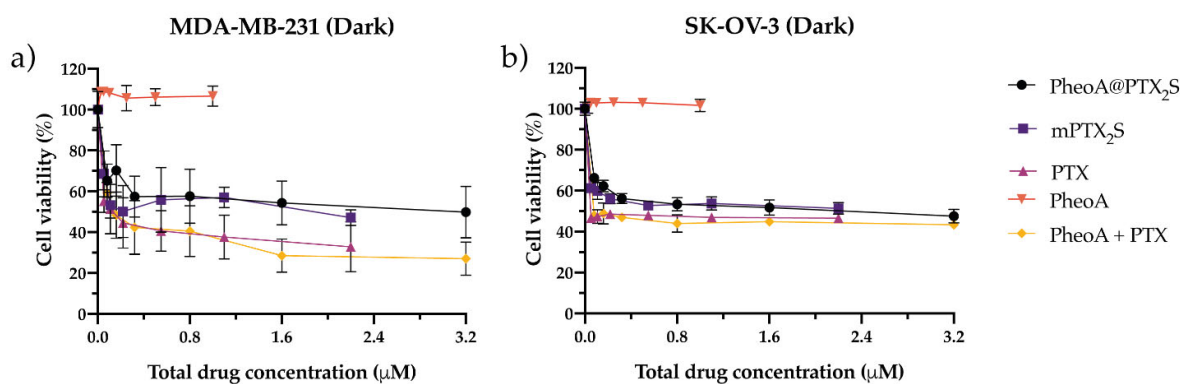 MDA-MB-231 (Dark)
SK-OV-3 (Dark)
a)
b)
120
100
80
60
40
20
0
Cell viability (%)
0.0
0.8
1.6
2.4
3.2
Total drug concentration (μM)
120
100
80
60
40
20
0
Cell viability (%)
0.0
0.8
1.6
2.4
3.2
Total drug concentration (μM)
PheoA@PTX₂S
mPTX₂S
PTX
PheoA
PheoA + PTX